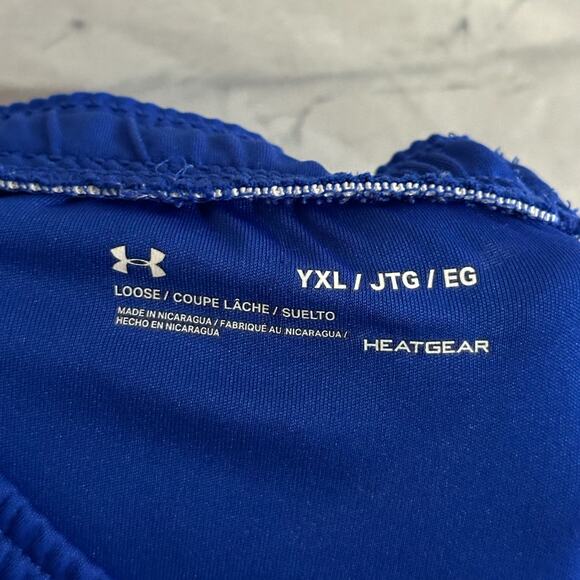 YXL / JTG / EG
LOOSE / COUPE LÂCHE / SUELTO
MADE IN NICARAGUA / FABRIQUÉ AU NICARAGUA /
HECHO EN NICARAGUA
HEATGEAR